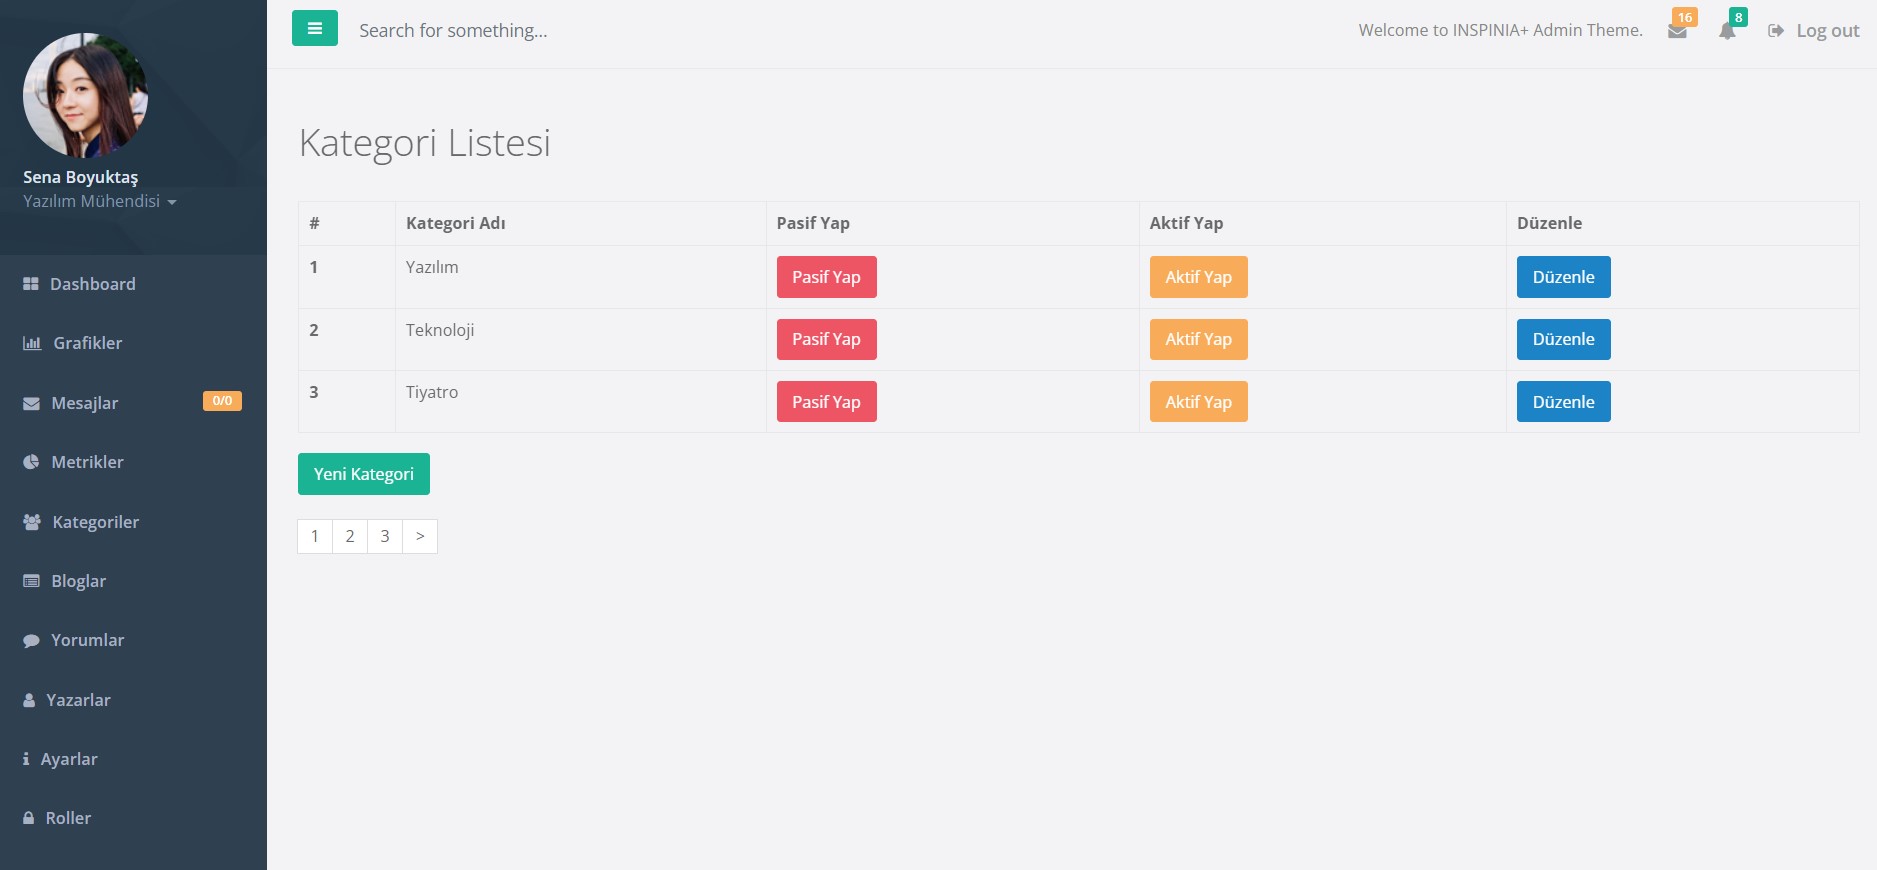 Search for something...
Welcome to INSPINIA+ Admin Theme.
16
8
Log out
Sena Boyuktaş
Yazılım Mühendisi
Dashboard
Grafikler
Mesajlar 0/0
Metrikler
Kategoriler
Bloglar
Yorumlar
Yazarlar
Ayarlar
Roller
Kategori Listesi
# Kategori Adı Pasif Yap Aktif Yap Düzenle
1 Yazılım Pasif Yap Aktif Yap Düzenle
2 Teknoloji Pasif Yap Aktif Yap Düzenle
3 Tiyatro Pasif Yap Aktif Yap Düzenle
Yeni Kategori
1 2 3 >